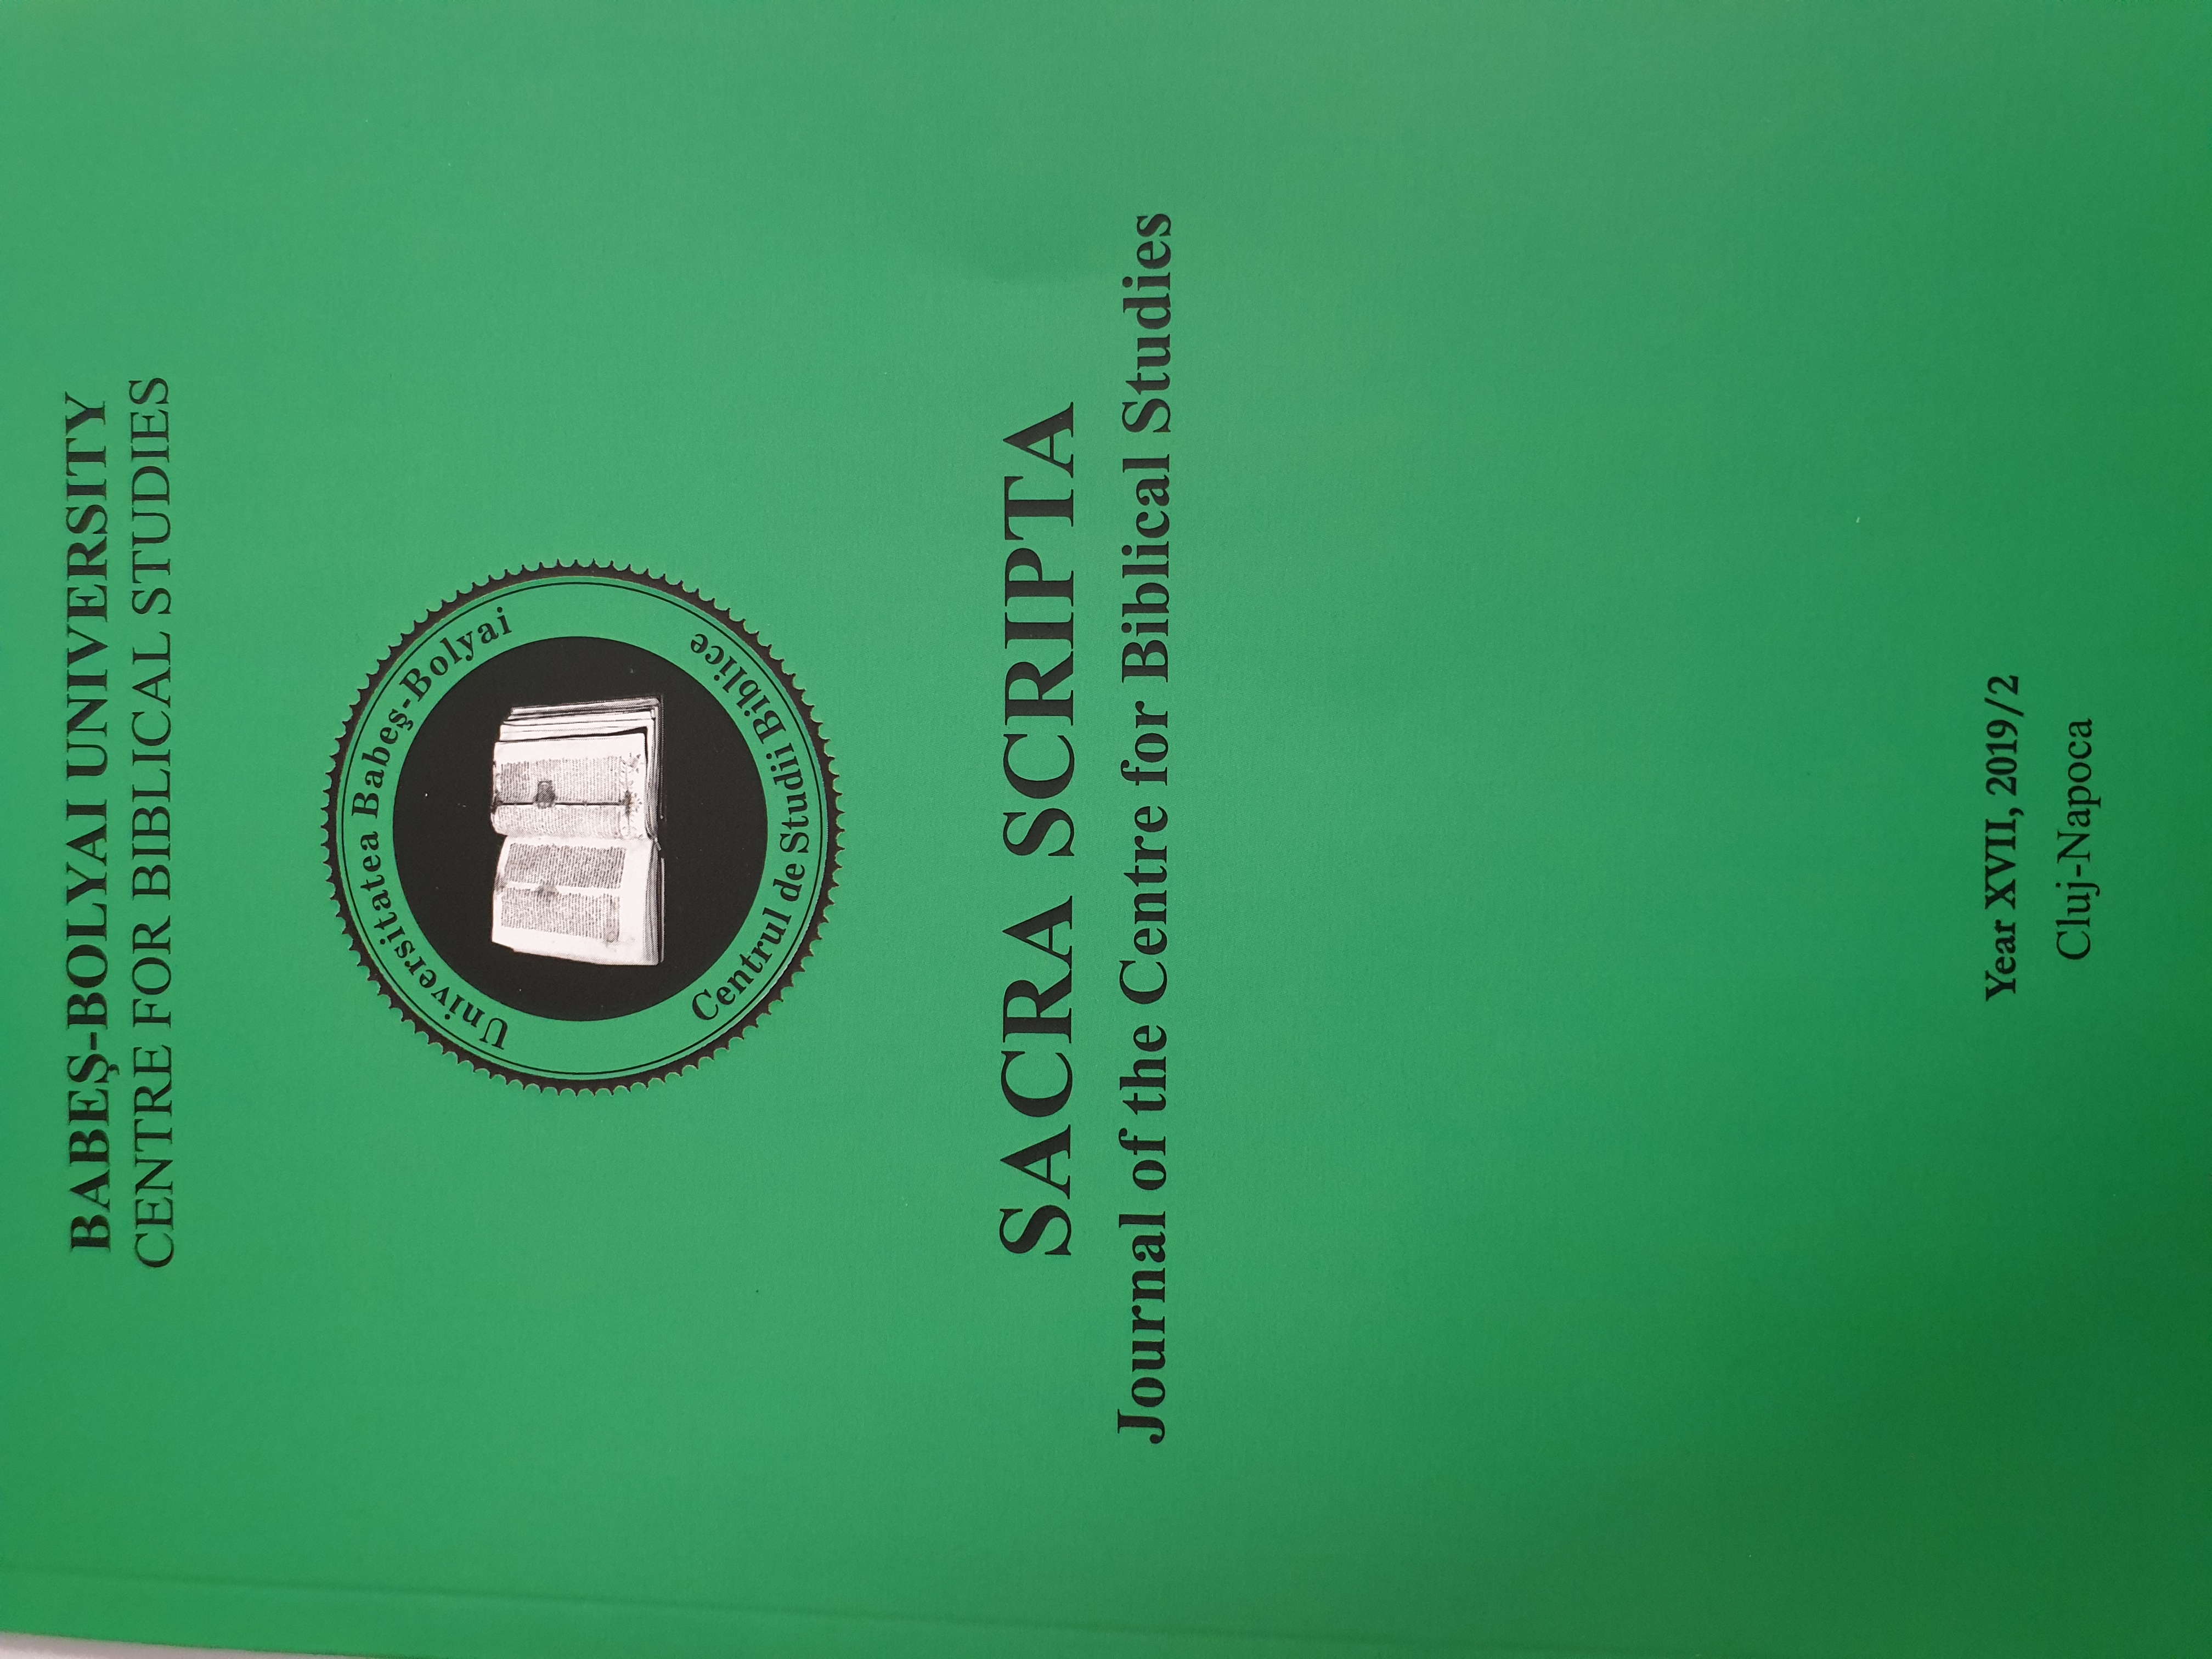 BABEŞ-BOLYAI UNIVERSITY
CENTRE FOR BIBLICAL STUDIES
Universitatea Babeş-Bolyai
Centrul de Studii Biblice
SACRA SCRIPTA
Journal of the Centre for Biblical Studies
Year XVII, 2019/2
Cluj-Napoca